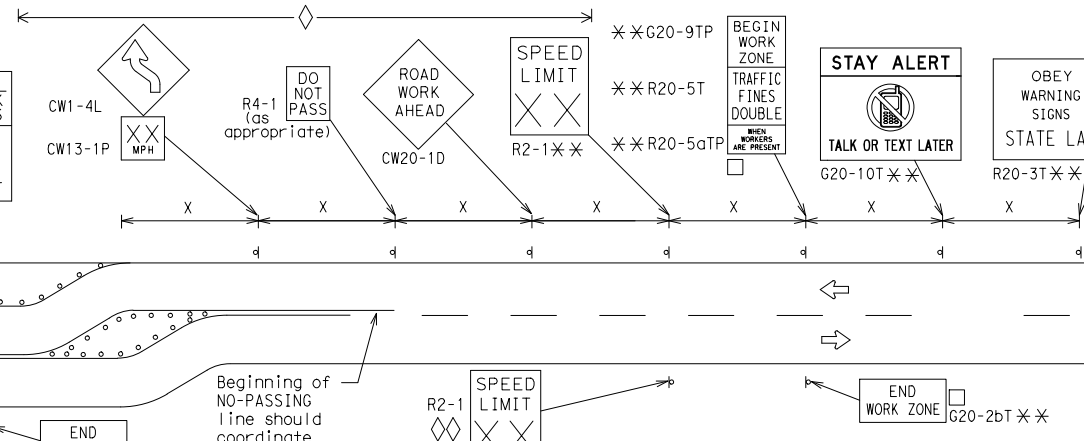 CW1-4L
XX
MPH
CW13-1P
R4-1
(as
appropriate)
DO
NOT
PASS
ROAD
WORK
AHEAD
CW20-1D
SPEED
LIMIT
XX
R2-1**
**G20-9TP
**R20-5T
**R20-5aTP
BEGIN
WORK
ZONE
TRAFFIC
FINES
DOUBLE
WHEN
WORKERS
ARE PRESENT
STAY ALERT
TALK OR TEXT LATER
G20-10T**
OBEY
WARNING
SIGNS
STATE LA
R20-3T**
X X X X X X X
Beginning of
NO-PASSING
line should
coordinate
R2-1
SPEED
LIMIT
XX
END
WORK ZONE
G20-2bT**
END